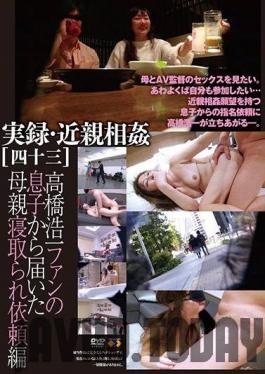 母とAV監督のセックスを見たい。
あわよくば自分も参加したい…
近親相姦願望を持つ
息子からの指名依頼に
高橋浩一が立ちあがる―。
実録・近親相姦
[四十三]
高橋浩一ファンの
息子から届いた
母親寝取られ依頼編
DVD
TODAY